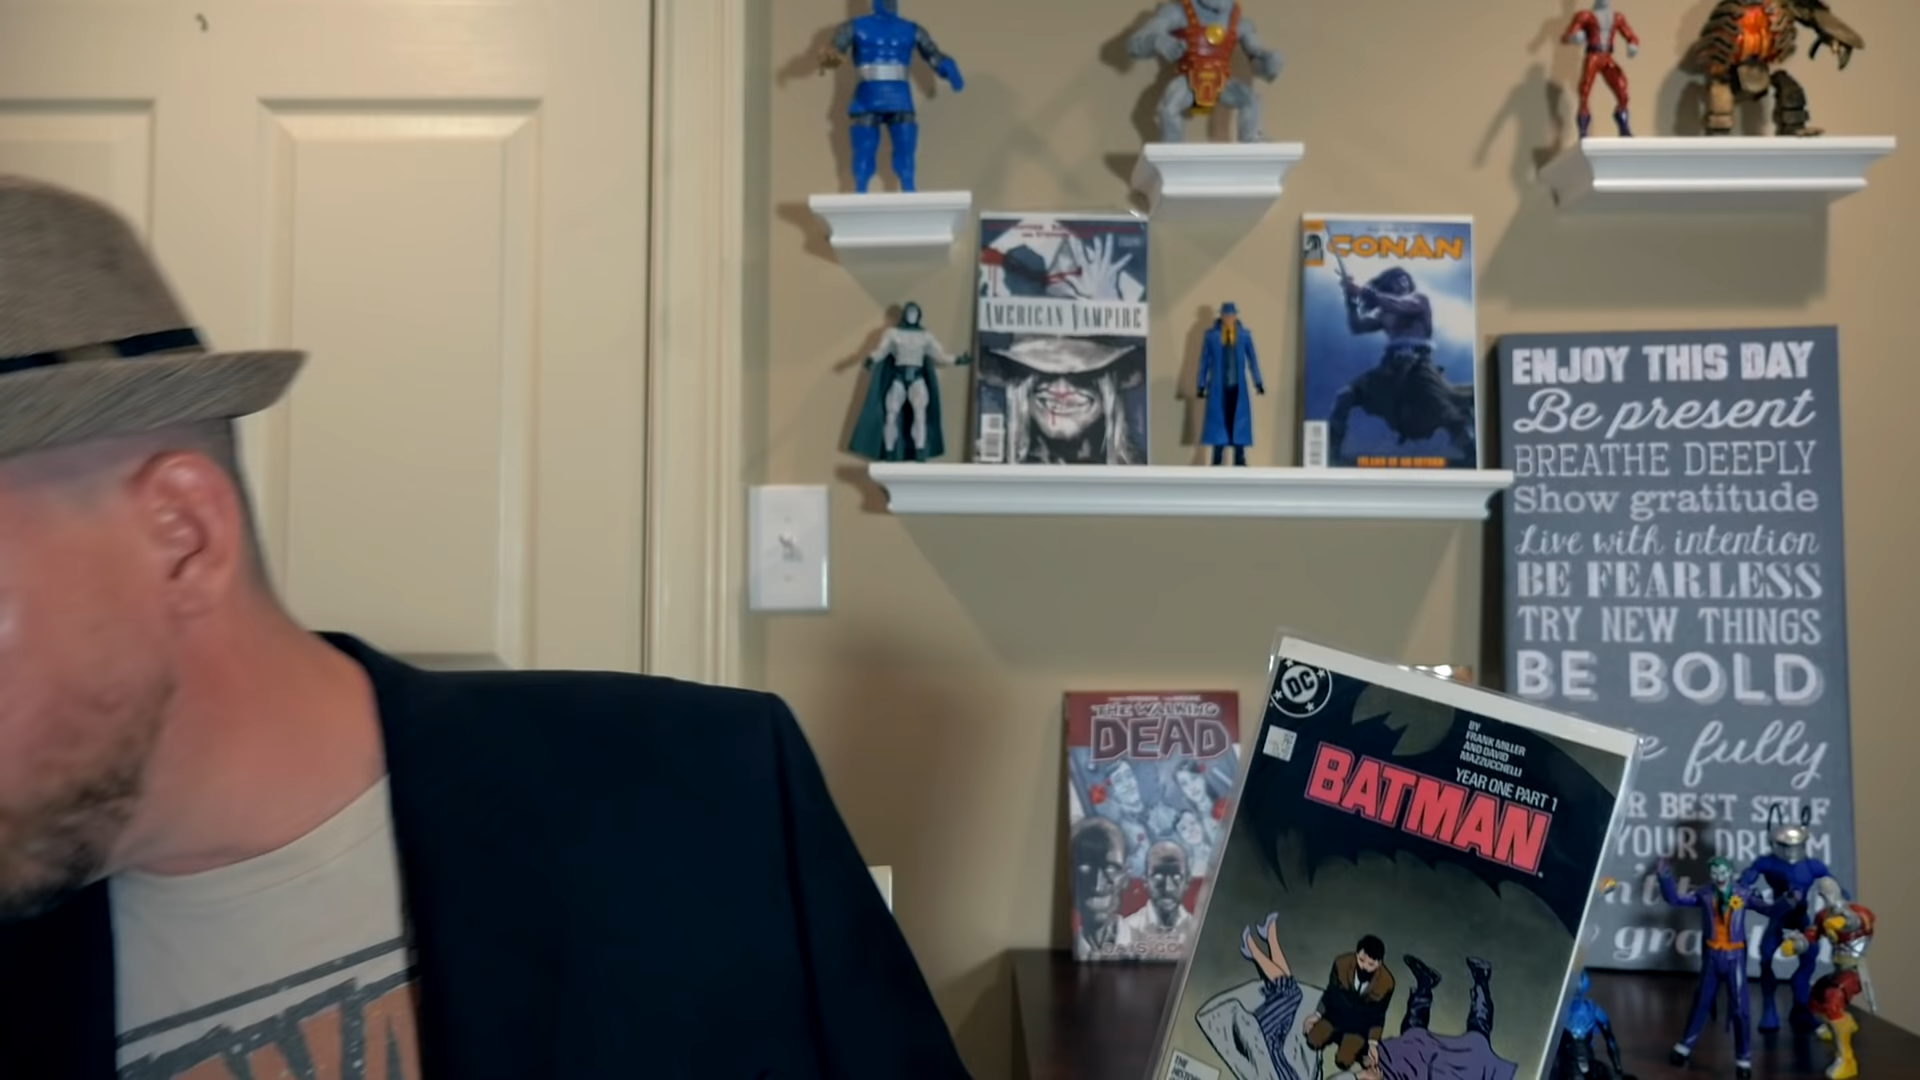 AMERICAN VAMPIRE
CONAN
ENJOY THIS DAY
Be present
BREATHE DEEPLY
Show gratitude
Live with intention
BE FEARLESS
TRY NEW THINGS
BE BOLD
fully
BEST SELF
YOUR
THE WALKING
DEAD
DC
BY
FRANK MILLER
AND DAVID
MAZZUCCHELLI
YEAR ONE PART 1
BATMAN
THE